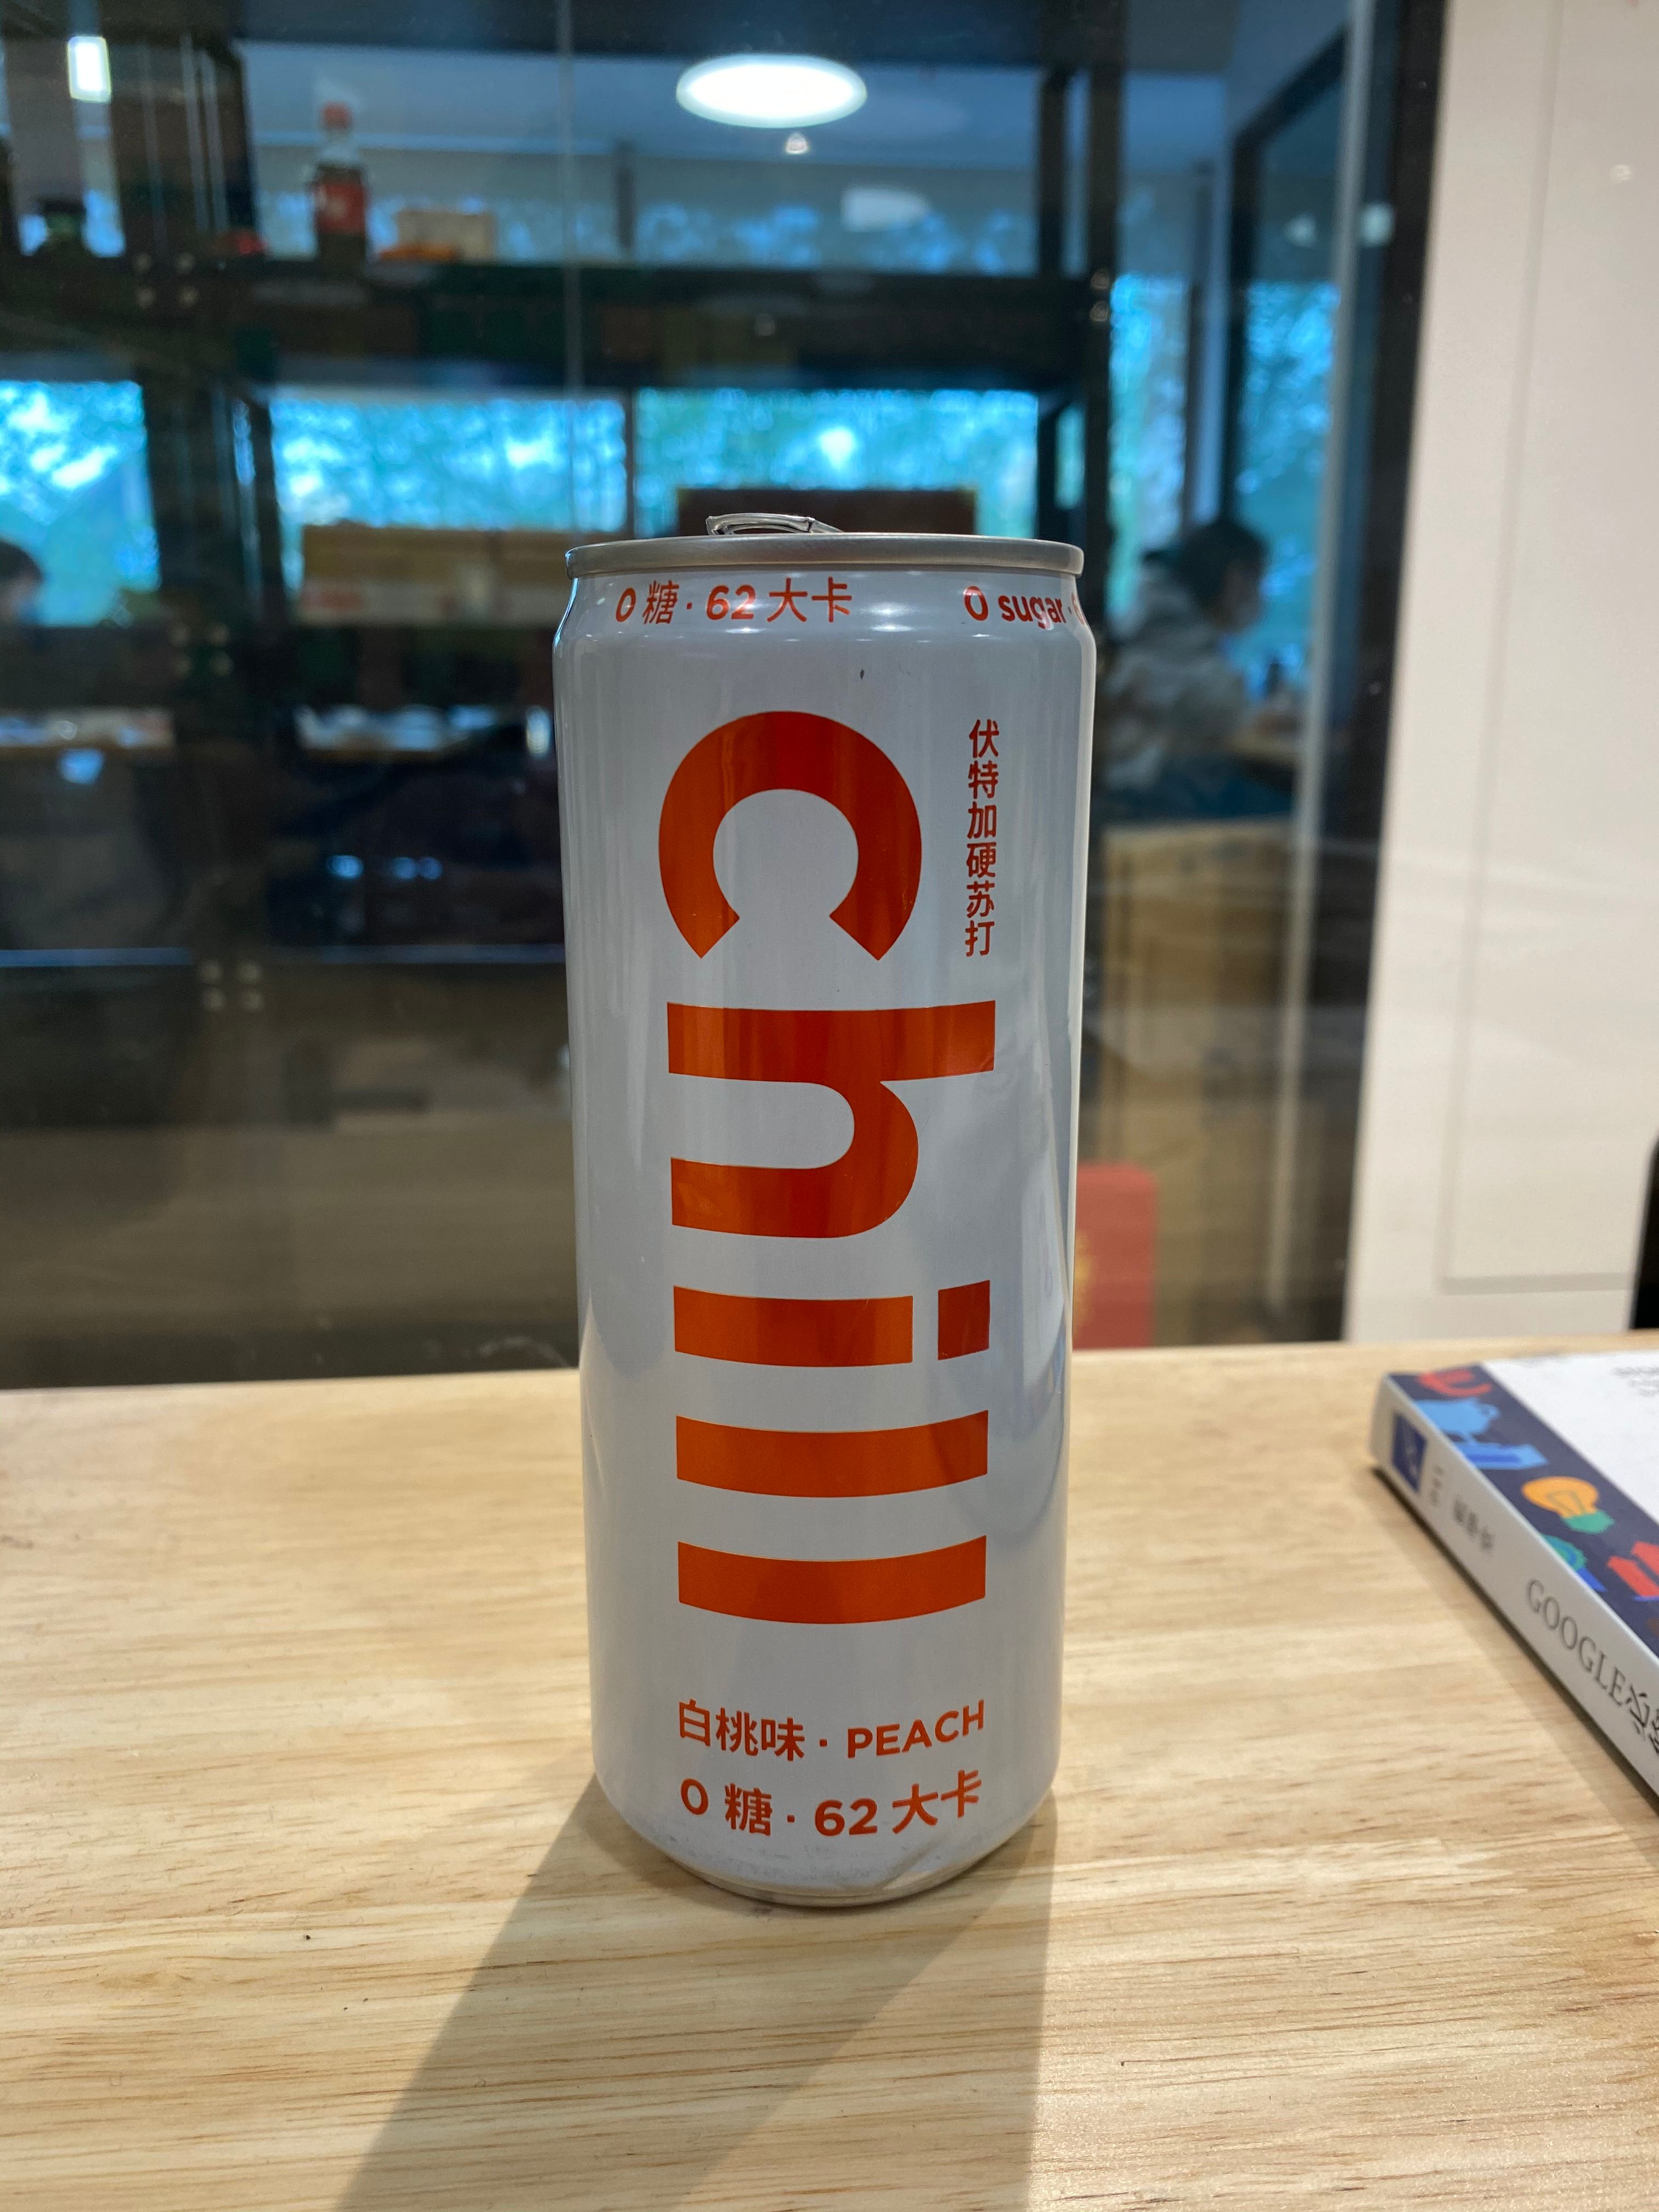 0 糖 · 62 大卡
0 sugar ·
伏特加硬苏打
chill
白桃味 · PEACH
0 糖 · 62 大卡
GOOGLE